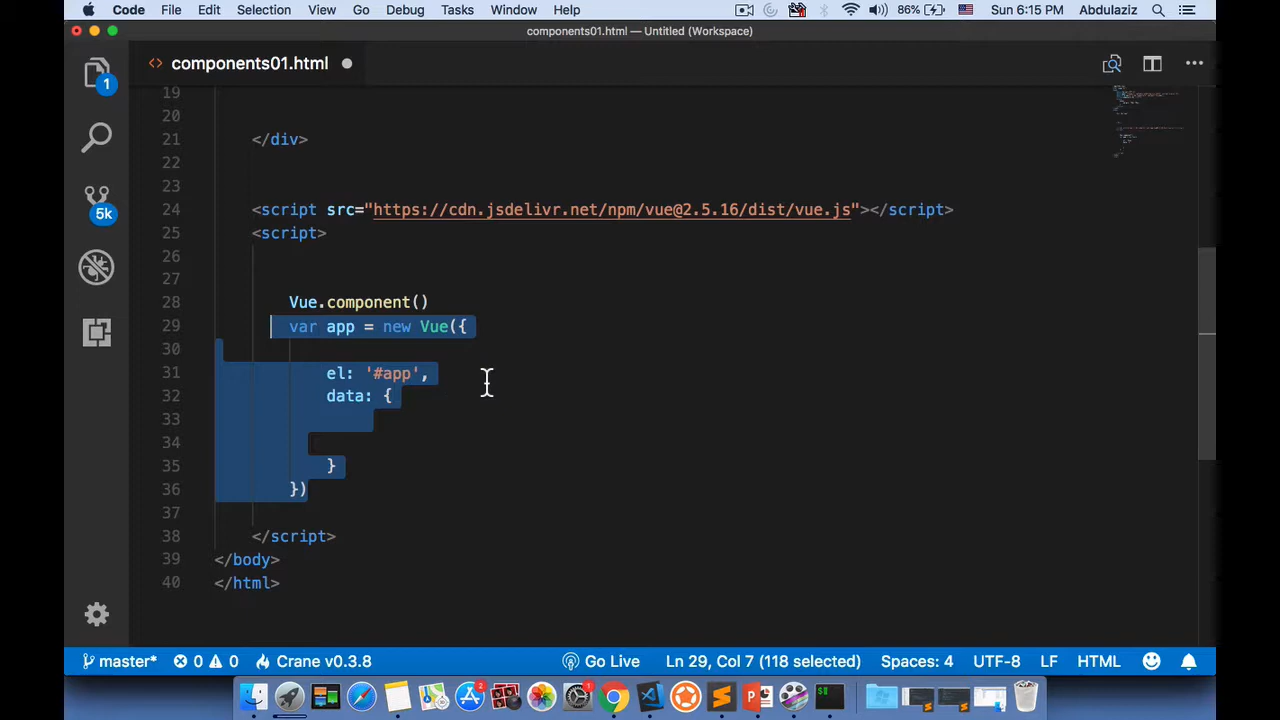 Code File Edit Selection View Go Debug Tasks Window Help 86% Sun 6:15 PM Abdulaziz
components01.html — Untitled (Workspace)
1
<> components01.html
19
20
21 </div>
22
23
24 <script src="https://cdn.jsdelivr.net/npm/vue@2.5.16/dist/vue.js"></script>
25 <script>
26
27
28 Vue.component()
29 var app = new Vue({
30
31 el: '#app',
32 data: {
33
34
35 }
36 })
37
38 </script>
39 </body>
40 </html>
5k
master* 0 0 Crane v0.3.8 Go Live Ln 29, Col 7 (118 selected) Spaces: 4 UTF-8 LF HTML
2
1